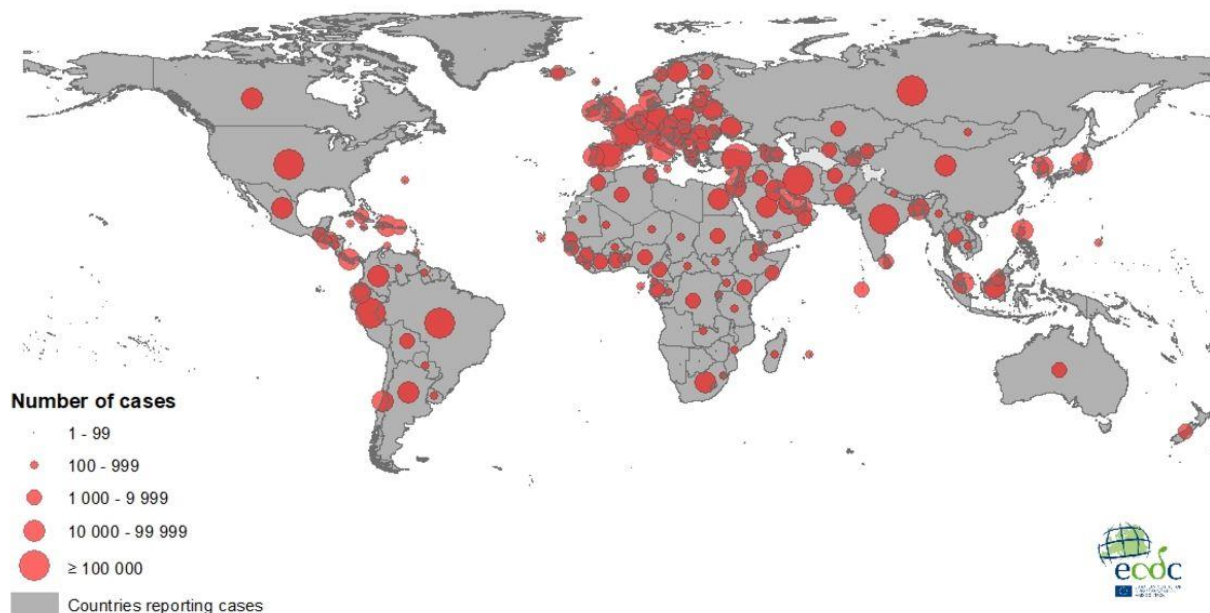 Number of cases
1 - 99
100 - 999
1 000 - 9 999
10 000 - 99 999
≥ 100 000
Countries reporting cases
ecdc